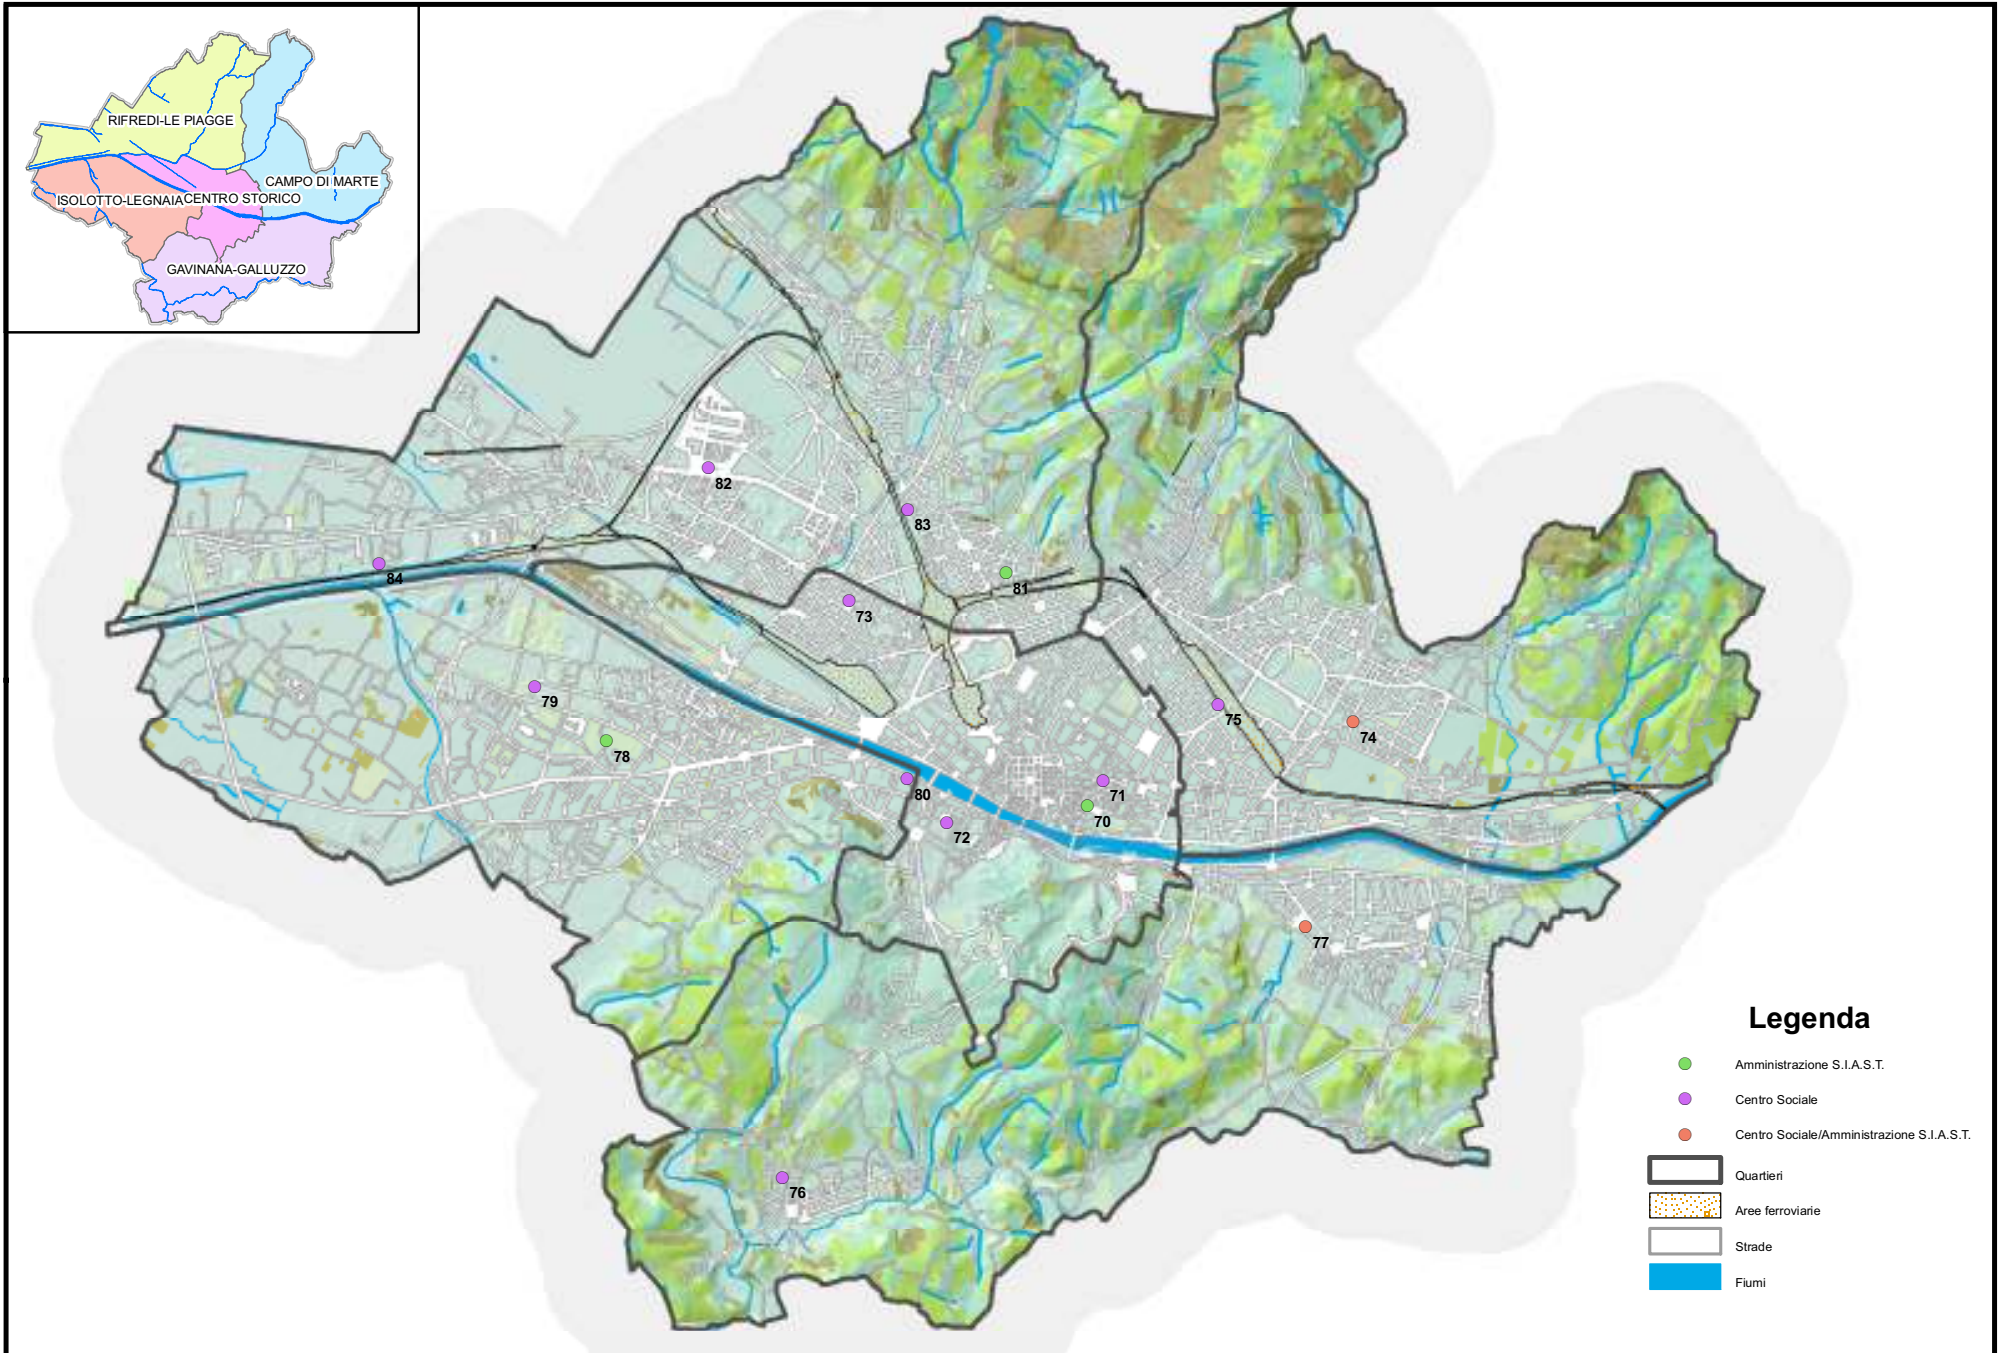 RIFREDI-LE PIAGGE
CAMPO DI MARTE
ISOLOTTO-LEGNAIA
CENTRO STORICO
GAVINANA-GALLUZZO
82
83
84
81
73
79
75
74
78
80
71
70
72
77
76
Legenda
Amministrazione S.I.A.S.T.
Centro Sociale
Centro Sociale/Amministrazione S.I.A.S.T.
Quartieri
Aree ferroviarie
Strade
Fiumi